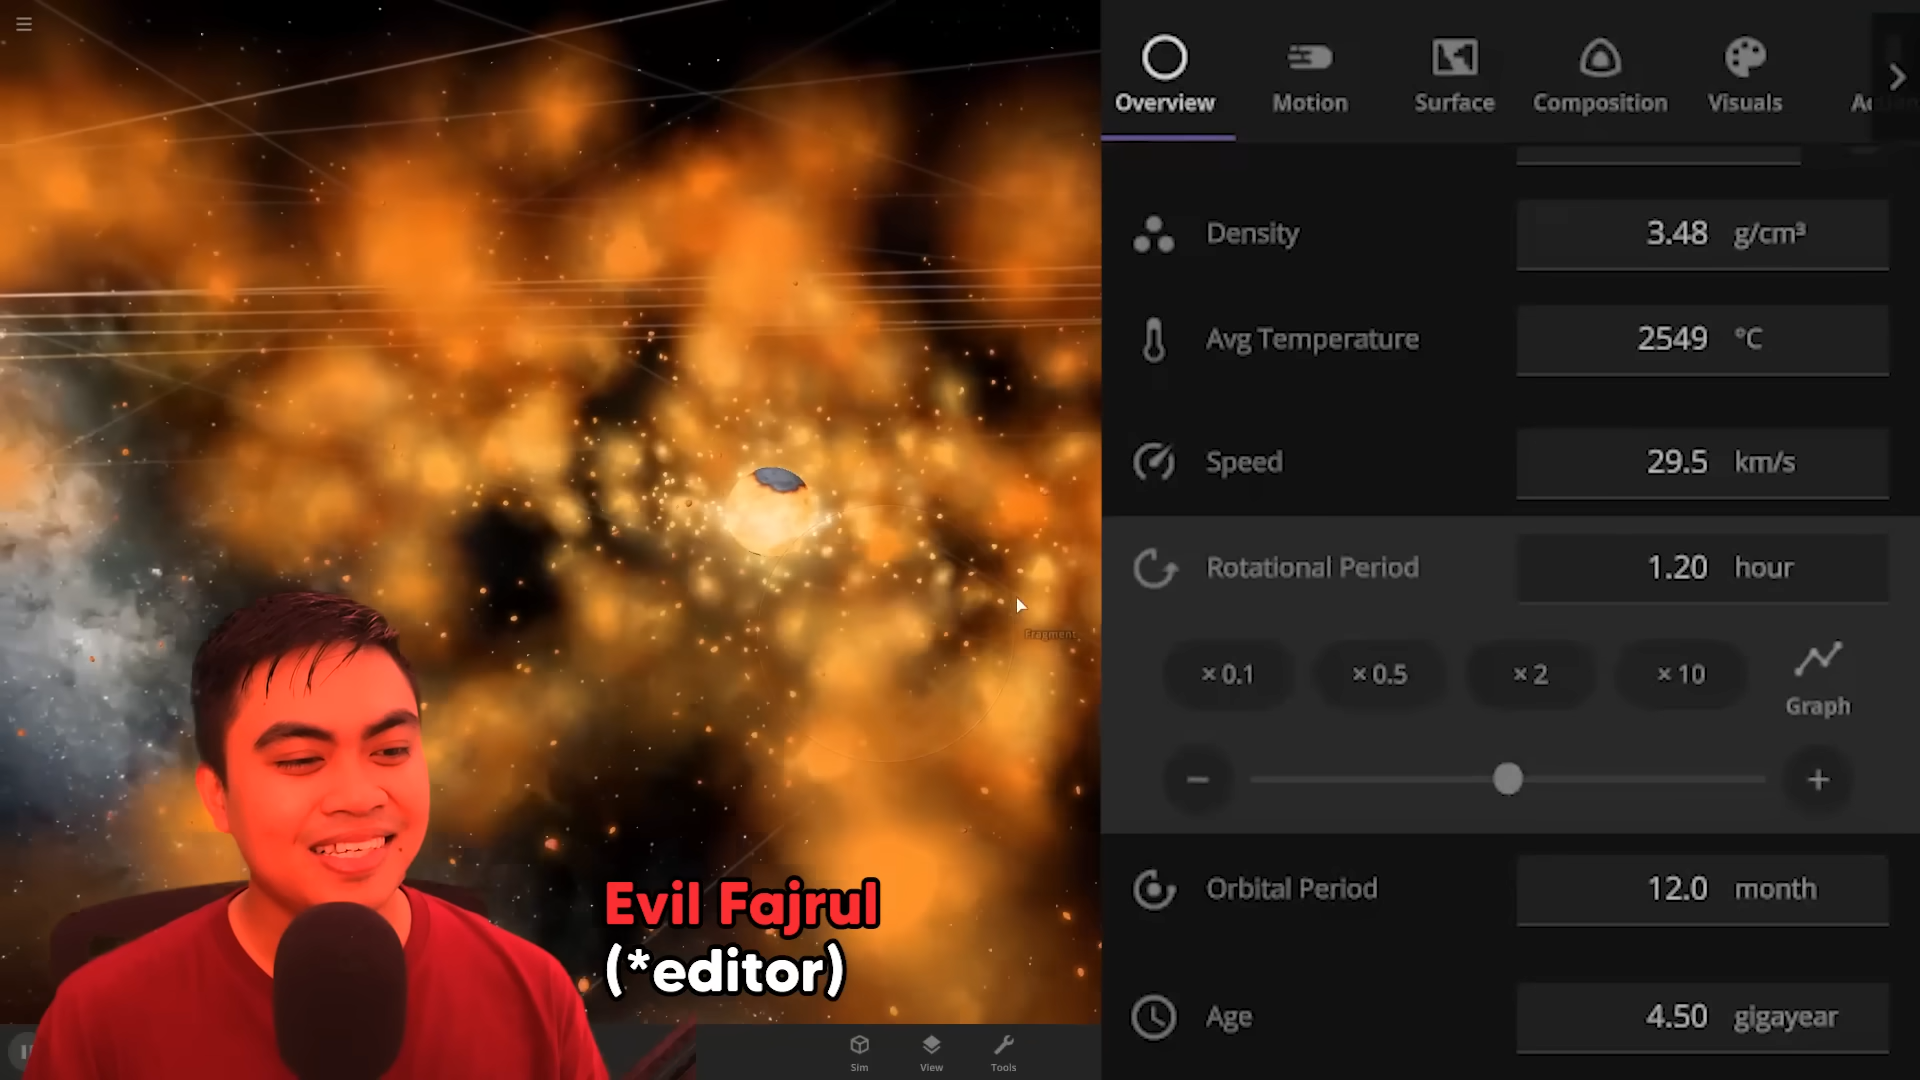 Overview
Motion
Surface
Composition
Visuals
Density
3.48 g/cm³
Avg Temperature
2549 °C
Speed
29.5 km/s
Rotational Period
1.20 hour
×0.1
×0.5
×2
×10
Graph
Orbital Period
12.0 month
Age
4.50 gigayear
Fragment
Evil Fajrul
(*editor)
Sim
View
Tools